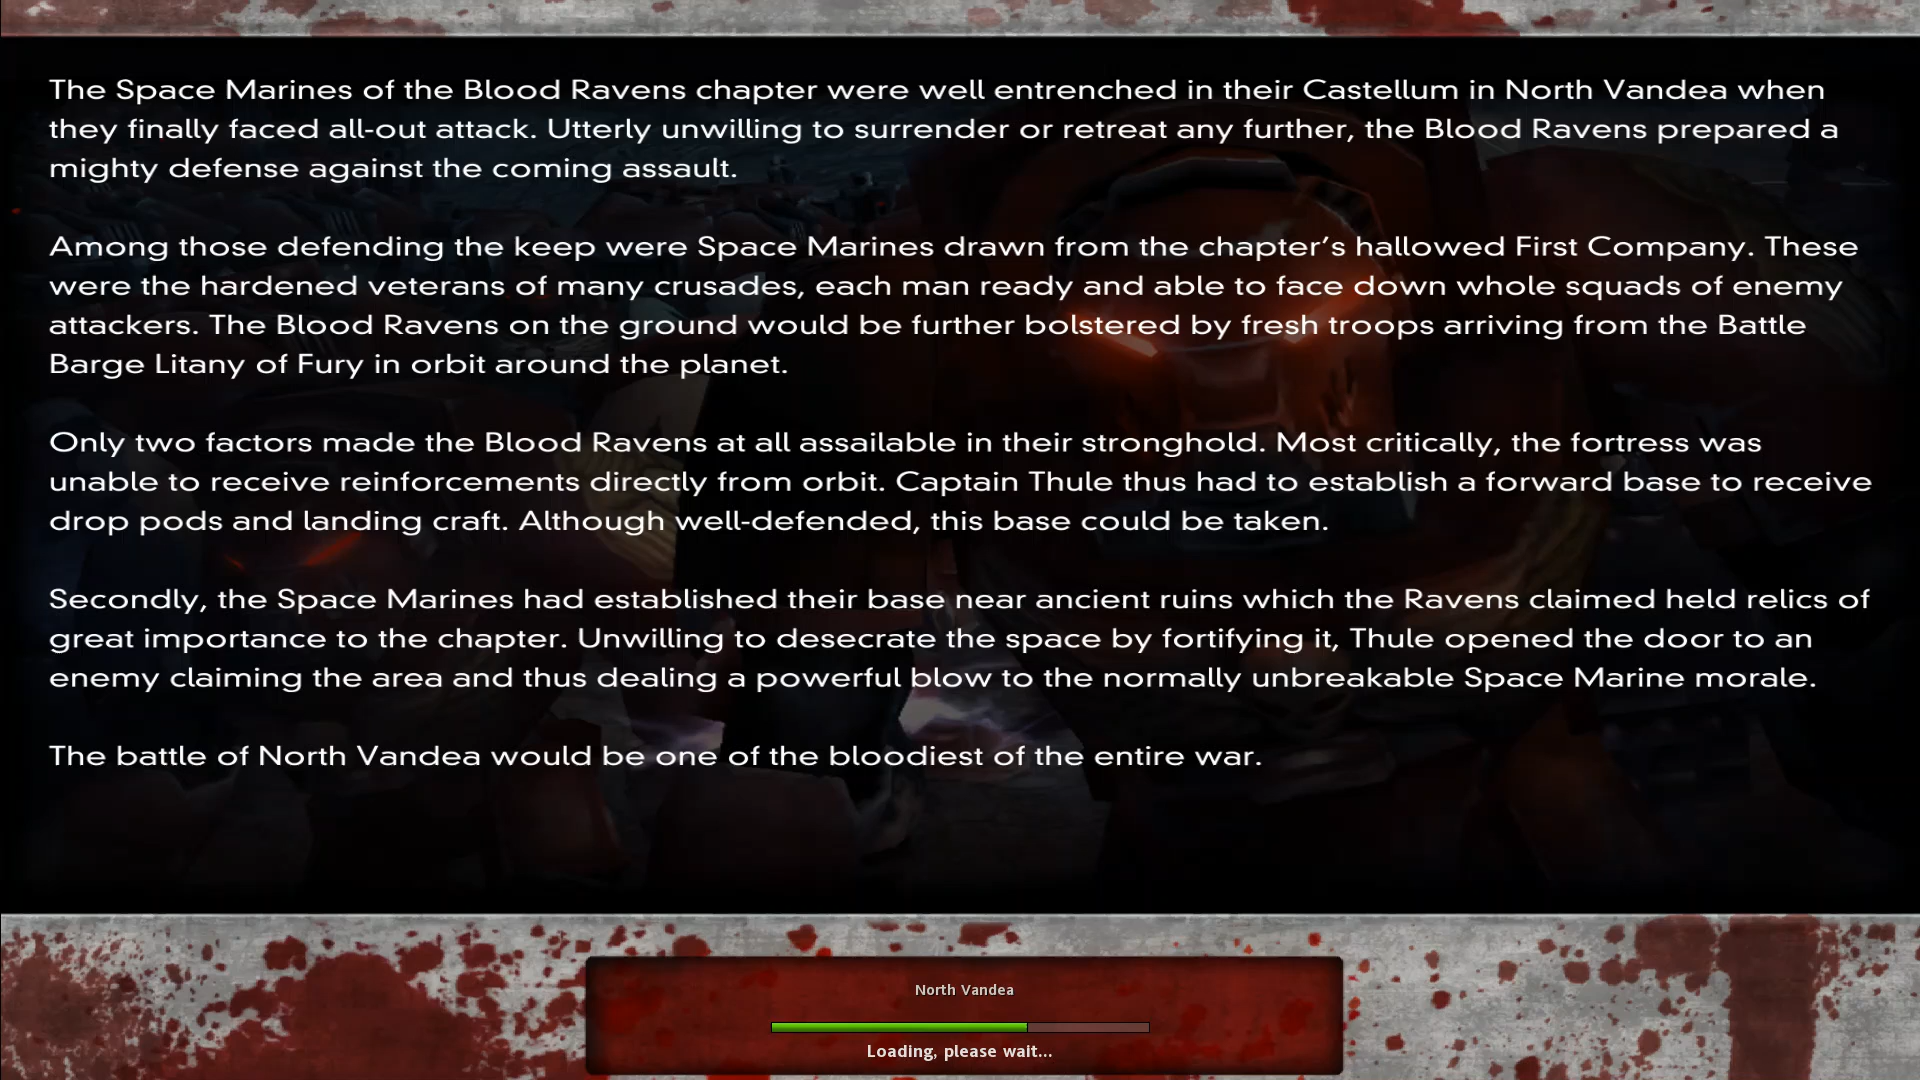 The Space Marines of the Blood Ravens chapter were well entrenched in their Castellum in North Vandea when
they finally faced all-out attack. Utterly unwilling to surrender or retreat any further, the Blood Ravens prepared a
mighty defense against the coming assault.
Among those defending the keep were Space Marines drawn from the chapter’s hallowed First Company. These
were the hardened veterans of many crusades, each man ready and able to face down whole squads of enemy
attackers. The Blood Ravens on the ground would be further bolstered by fresh troops arriving from the Battle
Barge Litany of Fury in orbit around the planet.
Only two factors made the Blood Ravens at all assailable in their stronghold. Most critically, the fortress was
unable to receive reinforcements directly from orbit. Captain Thule thus had to establish a forward base to receive
drop pods and landing craft. Although well-defended, this base could be taken.
Secondly, the Space Marines had established their base near ancient ruins which the Ravens claimed held relics of
great importance to the chapter. Unwilling to desecrate the space by fortifying it, Thule opened the door to an
enemy claiming the area and thus dealing a powerful blow to the normally unbreakable Space Marine morale.
The battle of North Vandea would be one of the bloodiest of the entire war.
North Vandea
Loading, please wait...